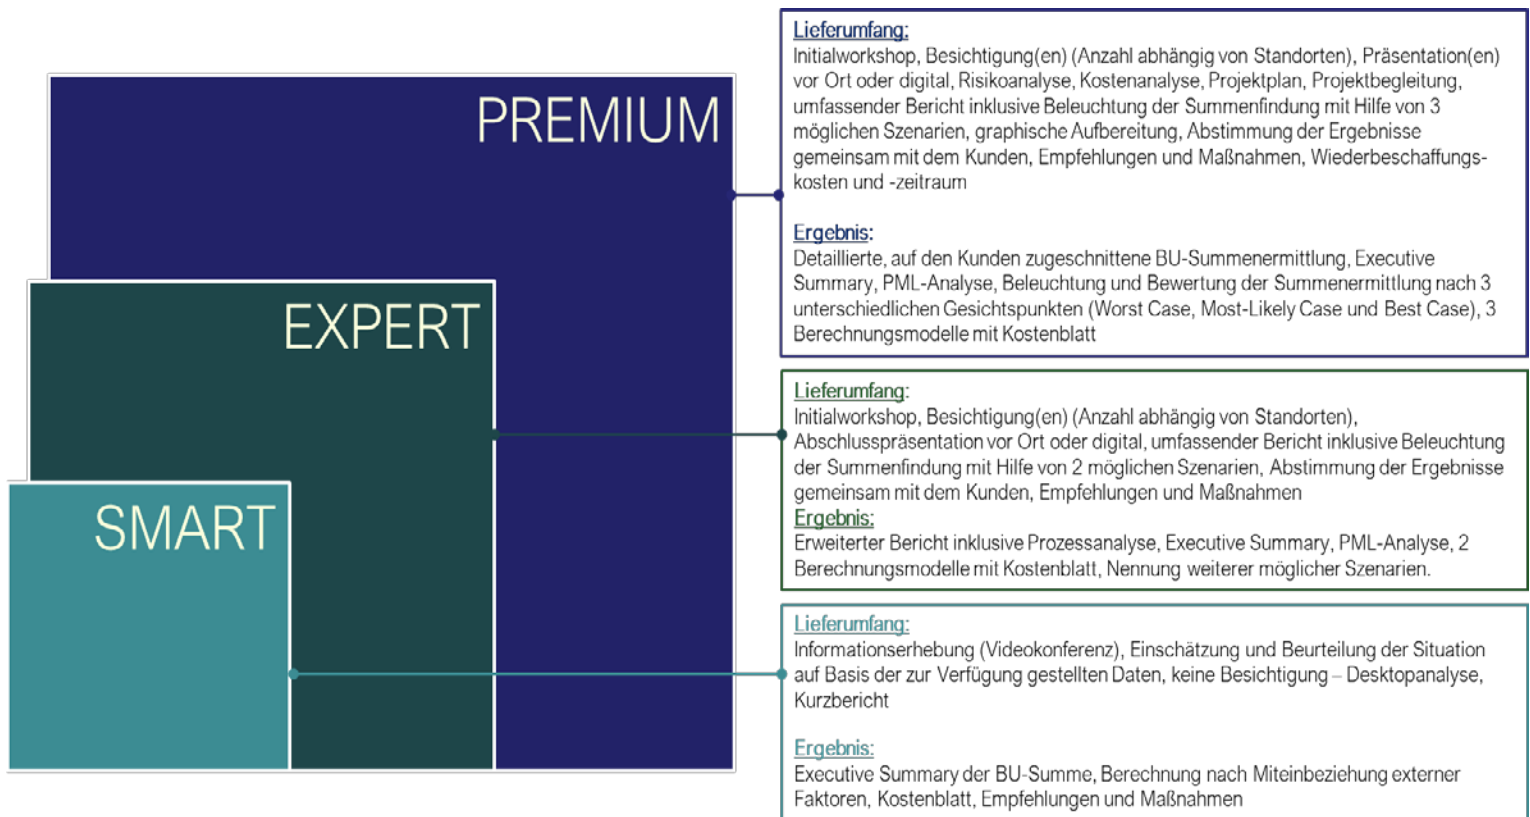 PREMIUM
EXPERT
SMART
Lieferumfang:
Initialworkshop, Besichtigung(en) (Anzahl abhängig von Standorten), Präsentation(en)
vor Ort oder digital, Risikoanalyse, Kostenanalyse, Projektplan, Projektbegleitung,
umfassender Bericht inklusive Beleuchtung der Summenfindung mit Hilfe von 3
möglichen Szenarien, graphische Aufbereitung, Abstimmung der Ergebnisse
gemeinsam mit dem Kunden, Empfehlungen und Maßnahmen, Wiederbeschaffungs-
kosten und -zeitraum
Ergebnis:
Detaillierte, auf den Kunden zugeschnittene BU-Summenermittlung, Executive
Summary, PML-Analyse, Beleuchtung und Bewertung der Summenermittlung nach 3
unterschiedlichen Gesichtspunkten (Worst Case, Most-Likely Case und Best Case), 3
Berechnungsmodelle mit Kostenblatt
Lieferumfang:
Initialworkshop, Besichtigung(en) (Anzahl abhängig von Standorten),
Abschlusspräsentation vor Ort oder digital, umfassender Bericht inklusive Beleuchtung
der Summenfindung mit Hilfe von 2 möglichen Szenarien, Abstimmung der Ergebnisse
gemeinsam mit dem Kunden, Empfehlungen und Maßnahmen
Ergebnis:
Erweiterter Bericht inklusive Prozessanalyse, Executive Summary, PML-Analyse, 2
Berechnungsmodelle mit Kostenblatt, Nennung weiterer möglicher Szenarien.
Lieferumfang:
Informationserhebung (Videokonferenz), Einschätzung und Beurteilung der Situation
auf Basis der zur Verfügung gestellten Daten, keine Besichtigung – Desktopanalyse,
Kurzbericht
Ergebnis:
Executive Summary der BU-Summe, Berechnung nach Miteinbeziehung externer
Faktoren, Kostenblatt, Empfehlungen und Maßnahmen